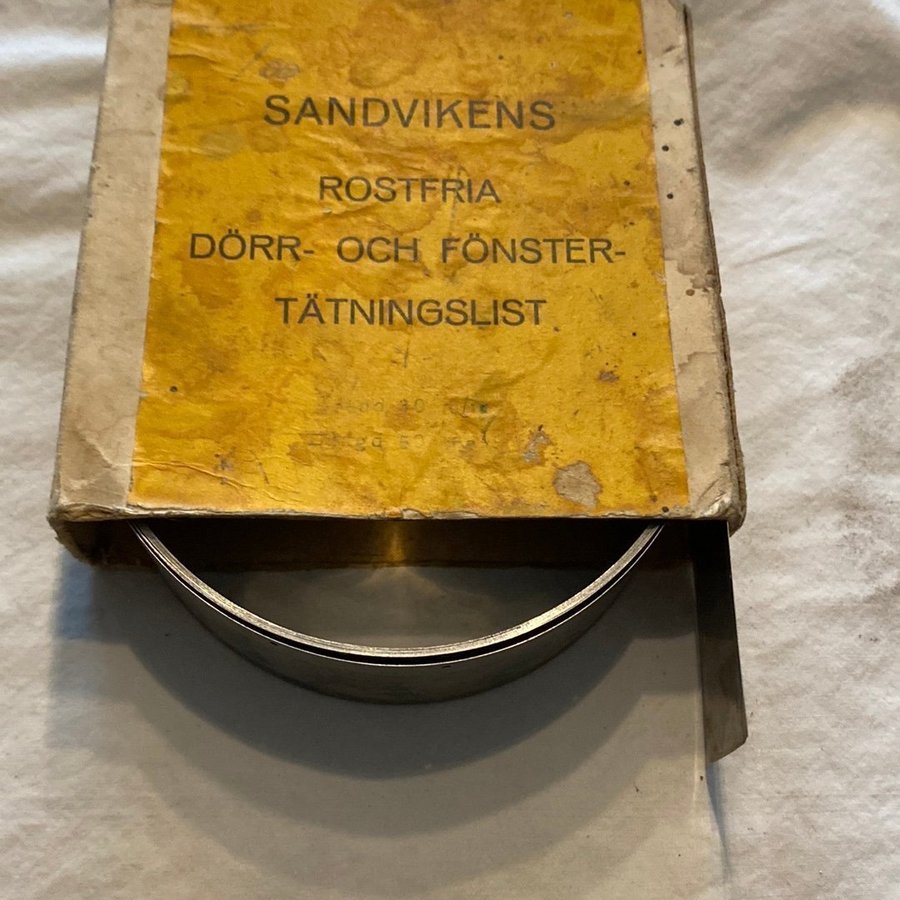 SANDVIKENS
ROSTFRIA
DÖRR- OCH FÖNSTER-
TÄTNINGSLIST